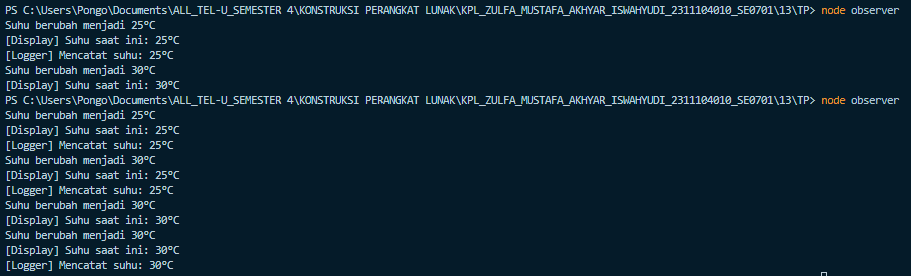 PS C:\Users\Pongo\Documents\ALL_TEL-U_SEMESTER 4\KONSTRUKSI PERANGKAT LUNAK\KPL_ZULFA_MUSTAFA_AKHYAR_ISWAHYUDI_2311104010_SE0701\13\TP> node observer
Suhu berubah menjadi 25°C
[Display] Suhu saat ini: 25°C
[Logger] Mencatat suhu: 25°C
Suhu berubah menjadi 30°C
[Display] Suhu saat ini: 30°C
PS C:\Users\Pongo\Documents\ALL_TEL-U_SEMESTER 4\KONSTRUKSI PERANGKAT LUNAK\KPL_ZULFA_MUSTAFA_AKHYAR_ISWAHYUDI_2311104010_SE0701\13\TP> node observer
Suhu berubah menjadi 25°C
[Display] Suhu saat ini: 25°C
[Logger] Mencatat suhu: 25°C
Suhu berubah menjadi 30°C
[Display] Suhu saat ini: 25°C
[Logger] Mencatat suhu: 25°C
Suhu berubah menjadi 30°C
[Display] Suhu saat ini: 30°C
Suhu berubah menjadi 30°C
[Display] Suhu saat ini: 30°C
[Logger] Mencatat suhu: 30°C